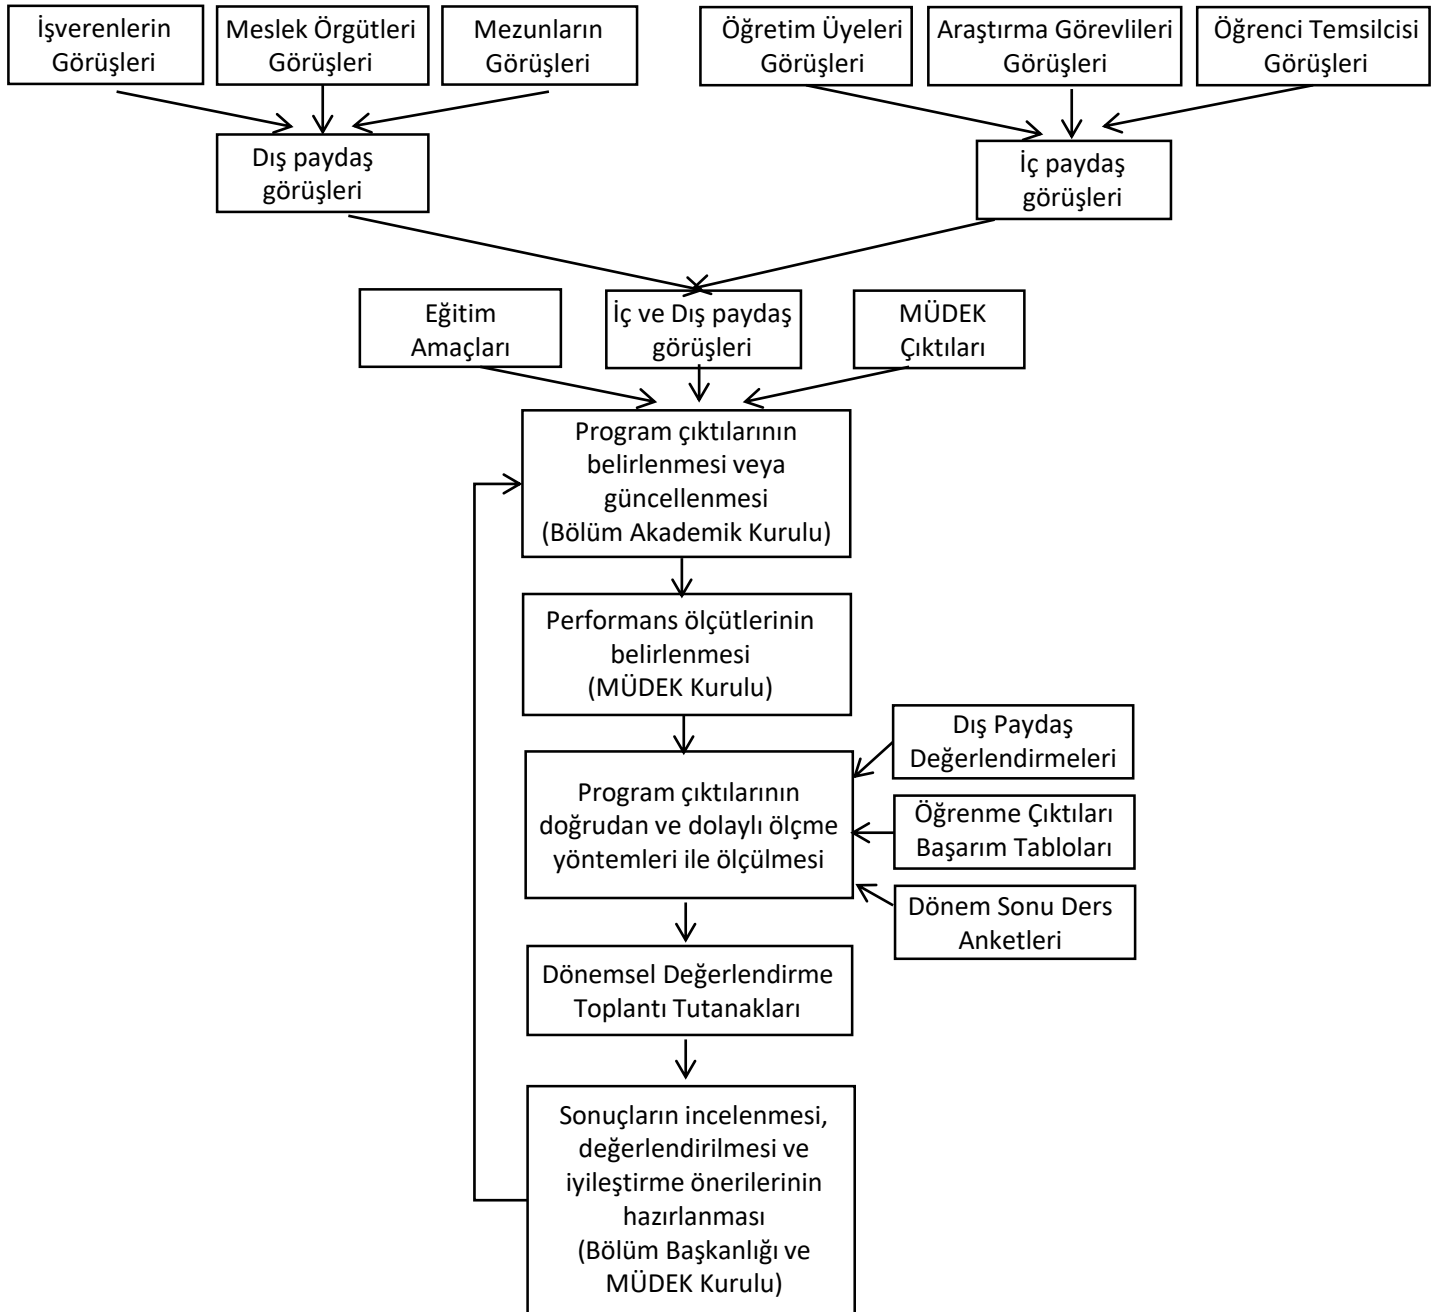 İşverenlerin
Görüşleri
Meslek Örgütleri
Görüşleri
Mezunların
Görüşleri
Öğretim Üyeleri
Görüşleri
Araştırma Görevlileri
Görüşleri
Öğrenci Temsilcisi
Görüşleri
Dış paydaş
görüşleri
İç paydaş
görüşleri
Eğitim
Amaçları
İç ve Dış paydaş
görüşleri
MÜDEK
Çıktıları
Program çıktılarının
belirlenmesi veya
güncellenmesi
(Bölüm Akademik Kurulu)
Performans ölçütlerinin
belirlenmesi
(MÜDEK Kurulu)
Dış Paydaş
Değerlendirmeleri
Program çıktılarının
doğrudan ve dolaylı ölçme
yöntemleri ile ölçülmesi
Öğrenme Çıktıları
Başarım Tabloları
Dönem Sonu Ders
Anketleri
Dönemsel Değerlendirme
Toplantı Tutanakları
Sonuçların incelenmesi,
değerlendirilmesi ve
iyileştirme önerilerinin
hazırlanması
(Bölüm Başkanlığı ve
MÜDEK Kurulu)